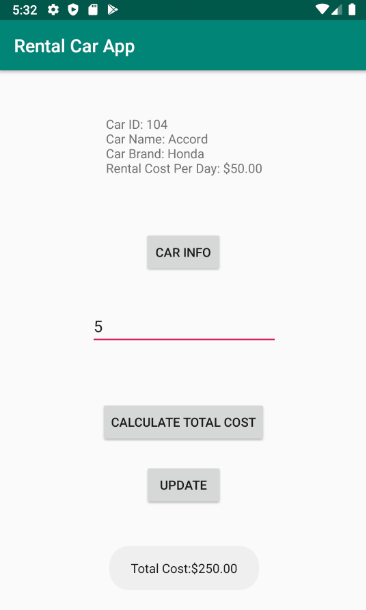 5:32
Rental Car App
Car ID: 104
Car Name: Accord
Car Brand: Honda
Rental Cost Per Day: $50.00
CAR INFO
5
CALCULATE TOTAL COST
UPDATE
Total Cost:$250.00